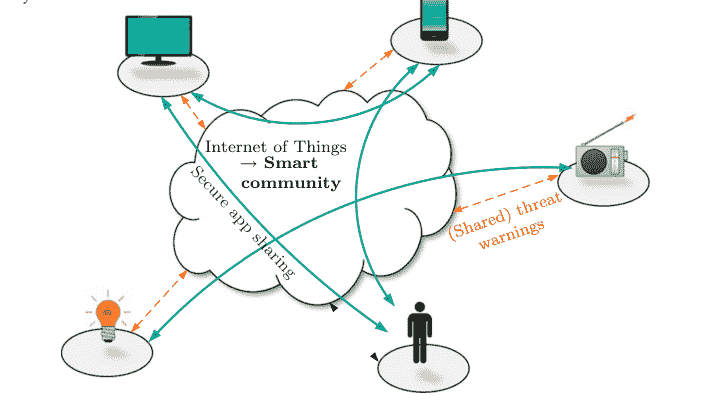 Internet of Things
→ Smart
community
Secure app sharing
(Shared) threat
warnings